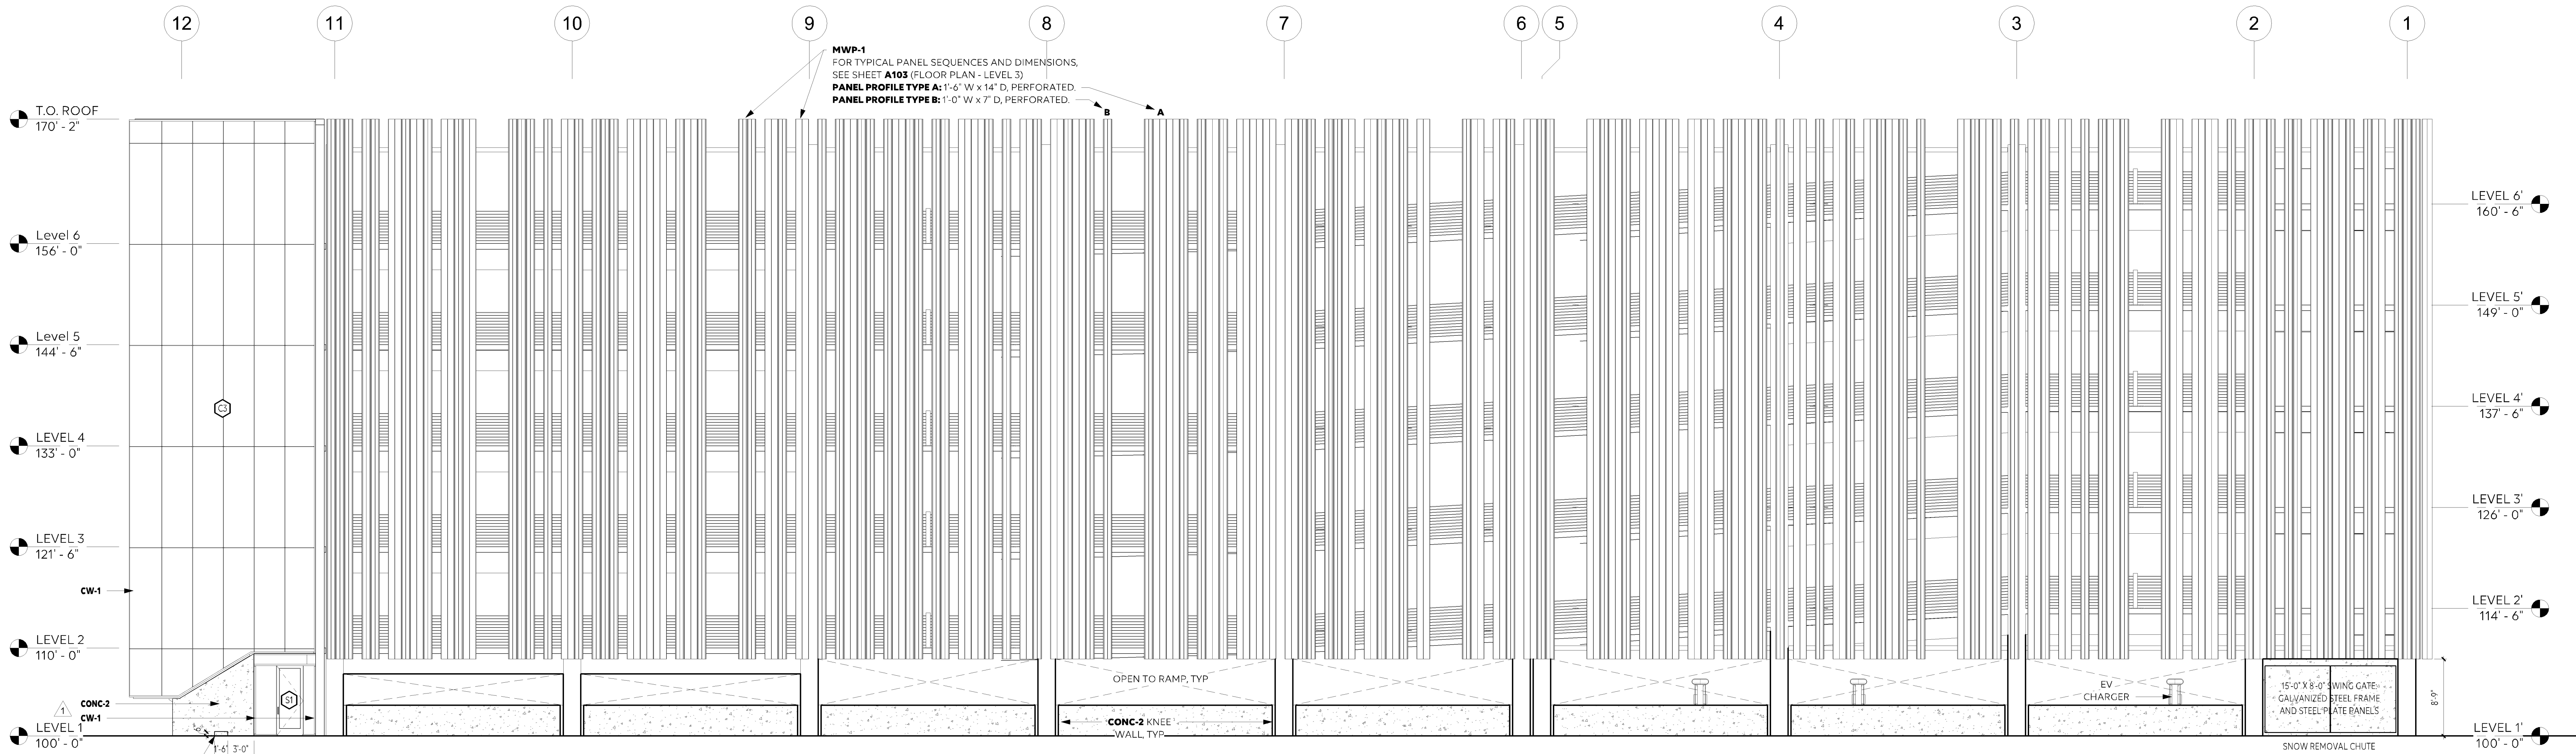 12 11 10 9 8 7 6 5 4 3 2 1
MWP-1
FOR TYPICAL PANEL SEQUENCES AND DIMENSIONS,
SEE SHEET A103 (FLOOR PLAN - LEVEL 3)
PANEL PROFILE TYPE A: 1'-6" W x 14" D, PERFORATED.
PANEL PROFILE TYPE B: 1'-0" W x 7" D, PERFORATED.
B A
T.O. ROOF
170' - 2"
Level 6
156' - 0"
Level 5
144' - 6"
C3
LEVEL 4
133' - 0"
LEVEL 3
121' - 6"
CW-1
LEVEL 2
110' - 0"
S1
1
CONC-2
CW-1
LEVEL 1
100' - 0"
6"
1'-6" 3'-0"
OPEN TO RAMP, TYP
CONC-2 KNEE
WALL, TYP
EV
CHARGER
15'-0" X 8'-0" SWING GATE:
GALVANIZED STEEL FRAME
AND STEEL PLATE PANELS
8'-9"
SNOW REMOVAL CHUTE
LEVEL 6'
160' - 6"
LEVEL 5'
149' - 0"
LEVEL 4'
137' - 6"
LEVEL 3'
126' - 0"
LEVEL 2'
114' - 6"
LEVEL 1'
100' - 0"